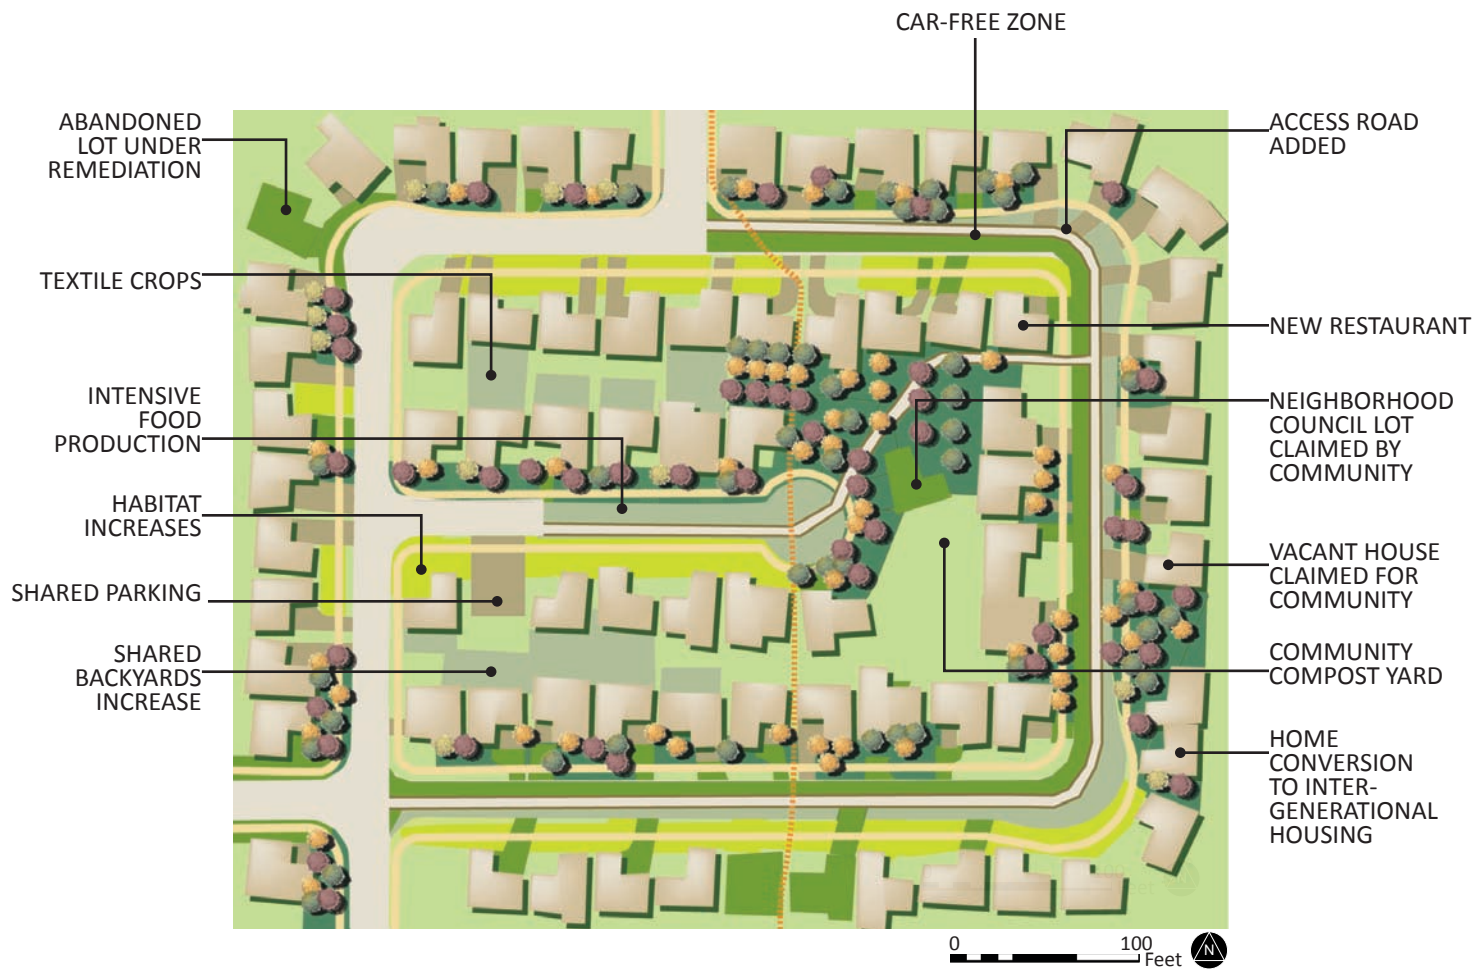 CAR-FREE ZONE
ABANDONED
LOT UNDER
REMEDIATION
TEXTILE CROPS
INTENSIVE
FOOD
PRODUCTION
HABITAT
INCREASES
SHARED PARKING
SHARED
BACKYARDS
INCREASE
ACCESS ROAD
ADDED
NEW RESTAURANT
NEIGHBORHOOD
COUNCIL LOT
CLAIMED BY
COMMUNITY
VACANT HOUSE
CLAIMED FOR
COMMUNITY
COMMUNITY
COMPOST YARD
HOME
CONVERSION
TO INTER-
GENERATIONAL
HOUSING
0 100
Feet
N